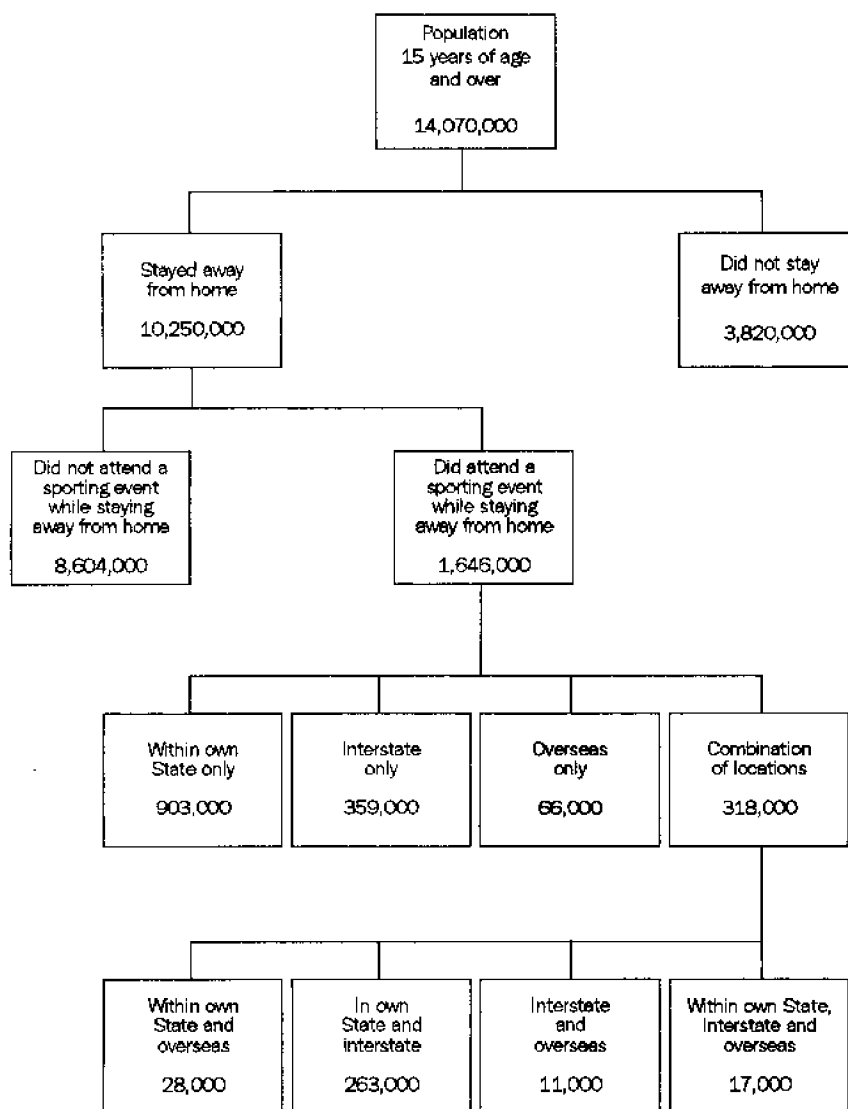 Population
15 years of age
and over
14,070,000
Stayed away
from home
10,250,000
Did not stay
away from home
3,820,000
Did not attend a
sporting event
while staying
away from home
8,604,000
Did attend a
sporting event
while staying
away from home
1,646,000
Within own
State only
903,000
Interstate
only
359,000
Overseas
only
66,000
Combination
of locations
318,000
Within own
State and
overseas
28,000
In own
State and
interstate
263,000
Interstate
and
overseas
11,000
Within own State,
Interstate and
overseas
17,000